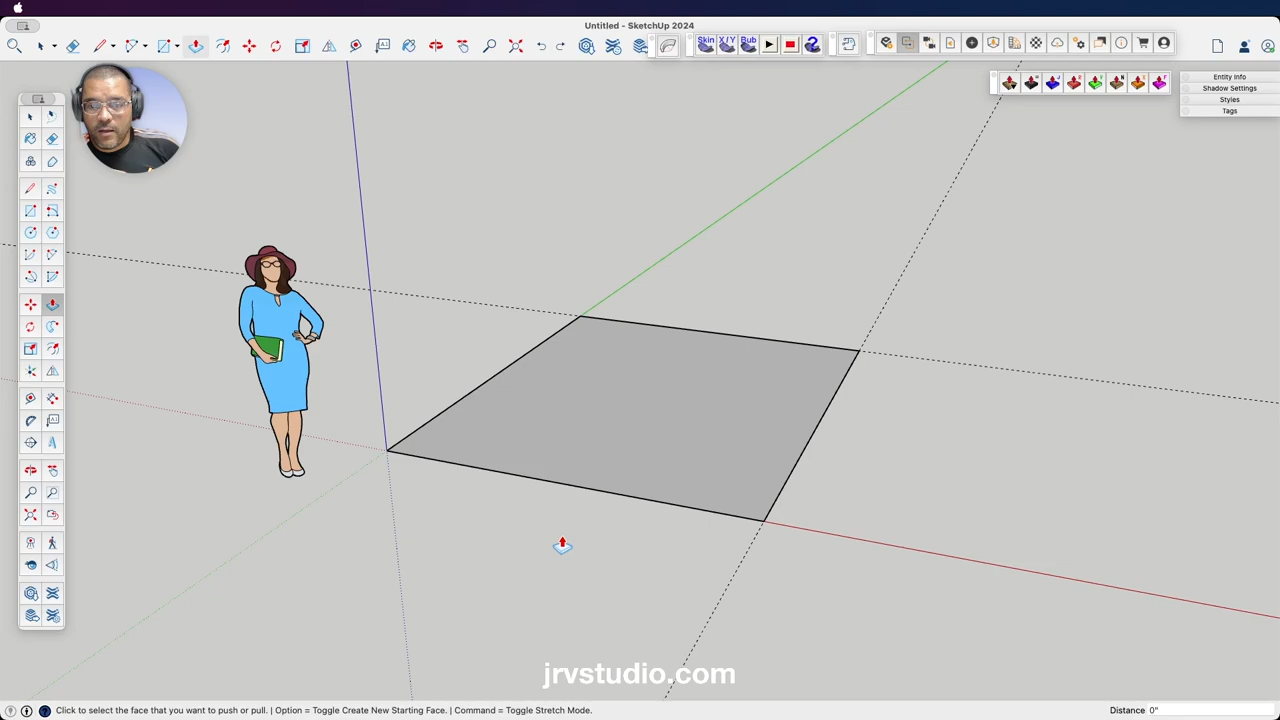 Untitled - SketchUp 2024
Skin X/Y Bub
Entity Info
Shadow Settings
Styles
Tags
jrvstudio.com
Click to select the face that you want to push or pull. | Option = Toggle Create New Starting Face. | Command = Toggle Stretch Mode.
Distance 0"